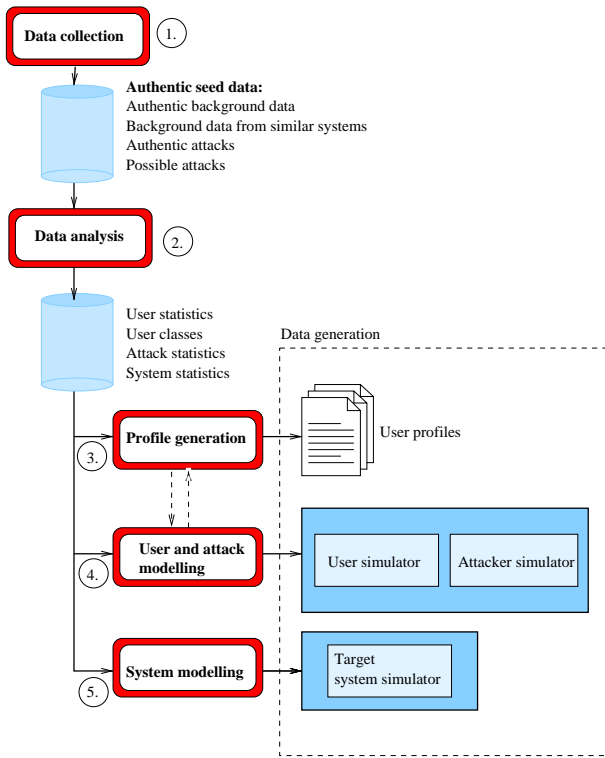 Data collection
1.
Authentic seed data:
Authentic background data
Background data from similar systems
Authentic attacks
Possible attacks
Data analysis
2.
User statistics
User classes
Attack statistics
System statistics
Data generation
3.
Profile generation
User profiles
4.
User and attack
modelling
User simulator
Attacker simulator
5.
System modelling
Target
system simulator